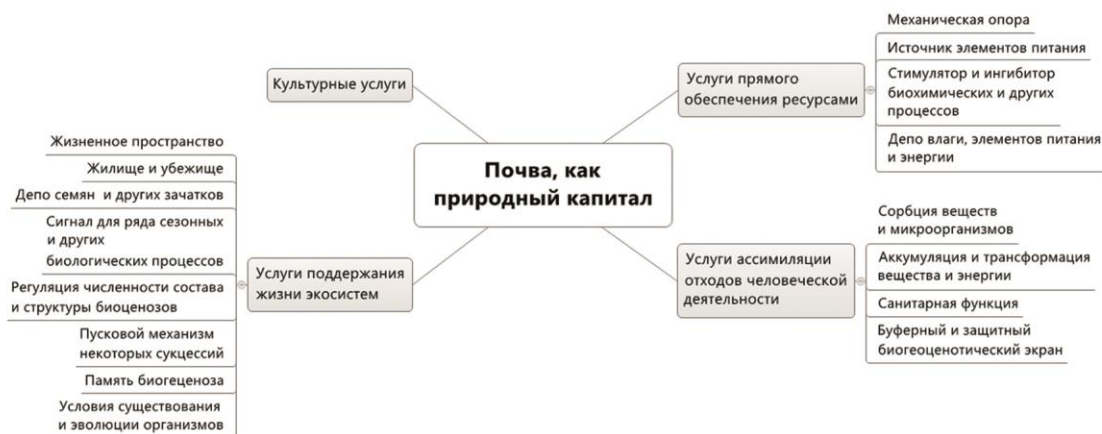 Почва, как
природный капитал
Культурные услуги
Услуги прямого
обеспечения ресурсами
Механическая опора
Источник элементов питания
Стимулятор и ингибитор
биохимических и других
процессов
Депо влаги, элементов питания
и энергии
Услуги поддержания
жизни экосистем
Жизненное пространство
Жилище и убежище
Депо семян и других зачатков
Сигнал для ряда сезонных
и других
биологических процессов
Регуляция численности состава
и структуры биоценозов
Пусковой механизм
некоторых сукцессий
Память биогеценоза
Условия существования
и эволюции организмов
Услуги ассимиляции
отходов человеческой
деятельности
Сорбция веществ
и микроорганизмов
Аккумуляция и трансформация
вещества и энергии
Санитарная функция
Буферный и защитный
биогеоценотический экран